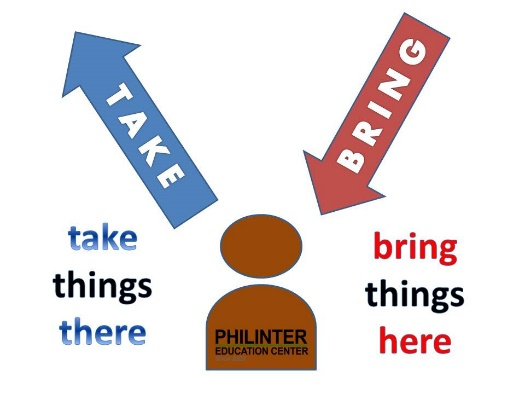 TAKE
BRING
take
things
there
bring
things
here
PHILINTER
EDUCATION CENTER